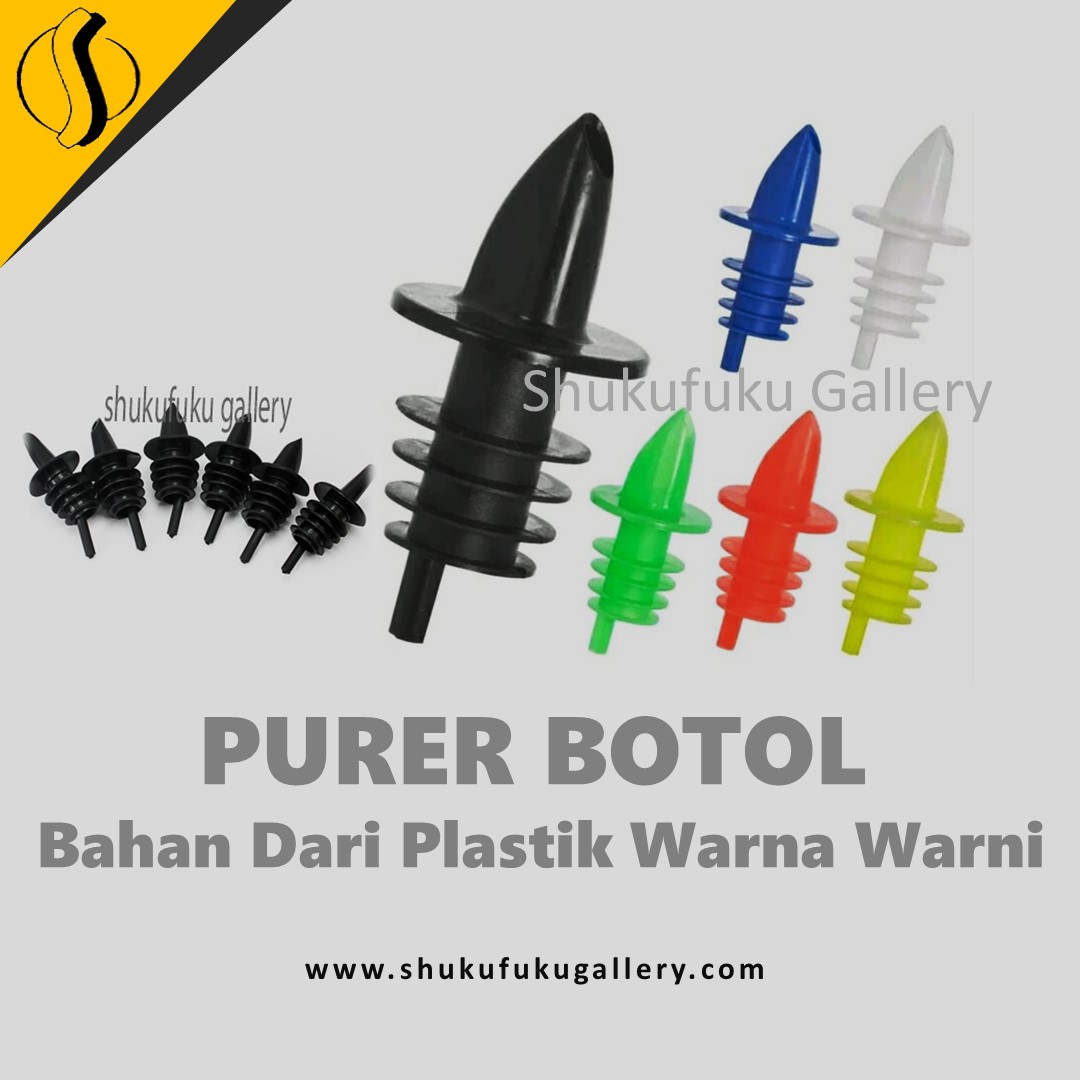 shukufuku gallery
Shukufuku Gallery
PURER BOTOL
Bahan Dari Plastik Warna Warni
www.shukufukugallery.com